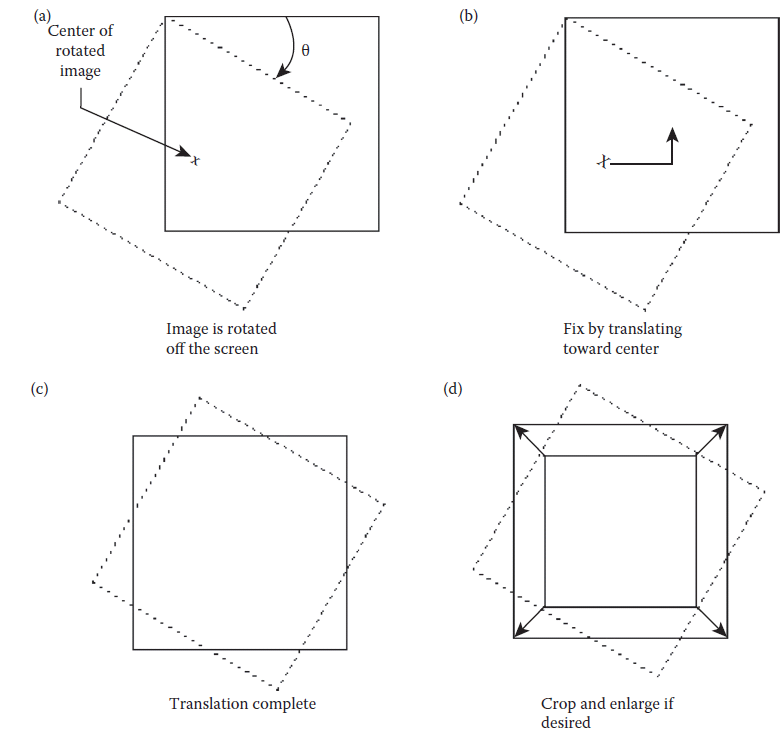 (a)
Center of
rotated
image
θ
x
Image is rotated
off the screen
(b)
x
Fix by translating
toward center
(c)
Translation complete
(d)
Crop and enlarge if
desired